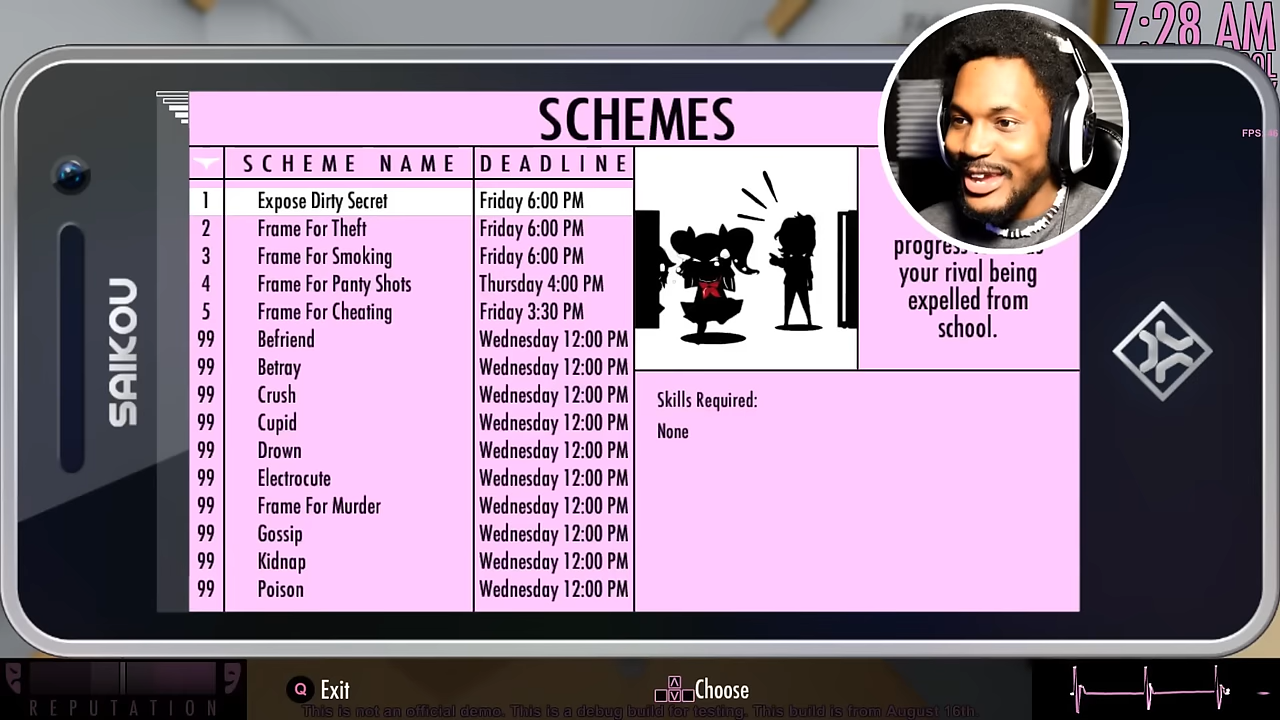 7:28 AM
FPS: 46
SCHEMES
SCHEME NAME DEADLINE
1 Expose Dirty Secret Friday 6:00 PM
2 Frame For Theft Friday 6:00 PM
3 Frame For Smoking Friday 6:00 PM
4 Frame For Panty Shots Thursday 4:00 PM
5 Frame For Cheating Friday 3:30 PM
99 Befriend Wednesday 12:00 PM
99 Betray Wednesday 12:00 PM
99 Crush Wednesday 12:00 PM
99 Cupid Wednesday 12:00 PM
99 Drown Wednesday 12:00 PM
99 Electrocute Wednesday 12:00 PM
99 Frame For Murder Wednesday 12:00 PM
99 Gossip Wednesday 12:00 PM
99 Kidnap Wednesday 12:00 PM
99 Poison Wednesday 12:00 PM
your rival being
expelled from
school.
Skills Required:
None
SAIKOU
REPUTATION
Q Exit
Choose
This is not an official demo. This is a debug build for testing. This build is from August 16th.